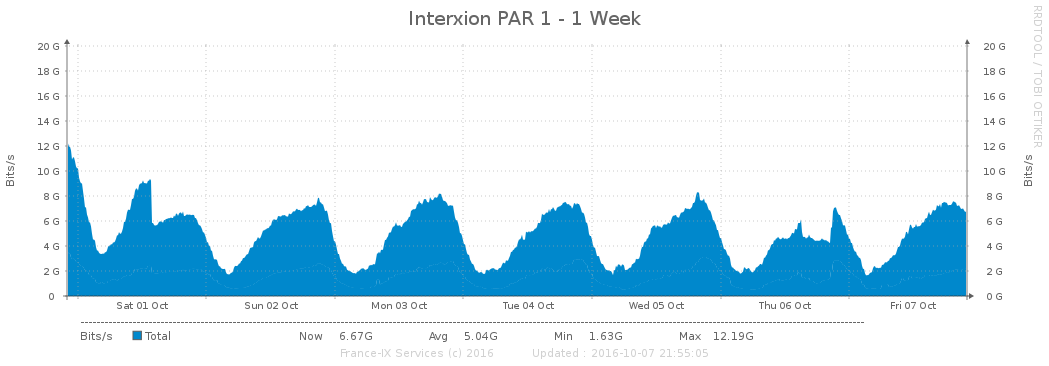 Interxion PAR 1 - 1 Week
RRDTOOL / TOBI OETIKER
Bits/s
Bits/s
20 G 20 G
18 G 18 G
16 G 16 G
14 G 14 G
12 G 12 G
10 G 10 G
8 G 8 G
6 G 6 G
4 G 4 G
2 G 2 G
0 0 G
Sat 01 Oct Sun 02 Oct Mon 03 Oct Tue 04 Oct Wed 05 Oct Thu 06 Oct Fri 07 Oct
Bits/s Total Now 6.67G Avg 5.04G Min 1.63G Max 12.19G
France-IX Services (c) 2016 Updated : 2016-10-07 21:55:05